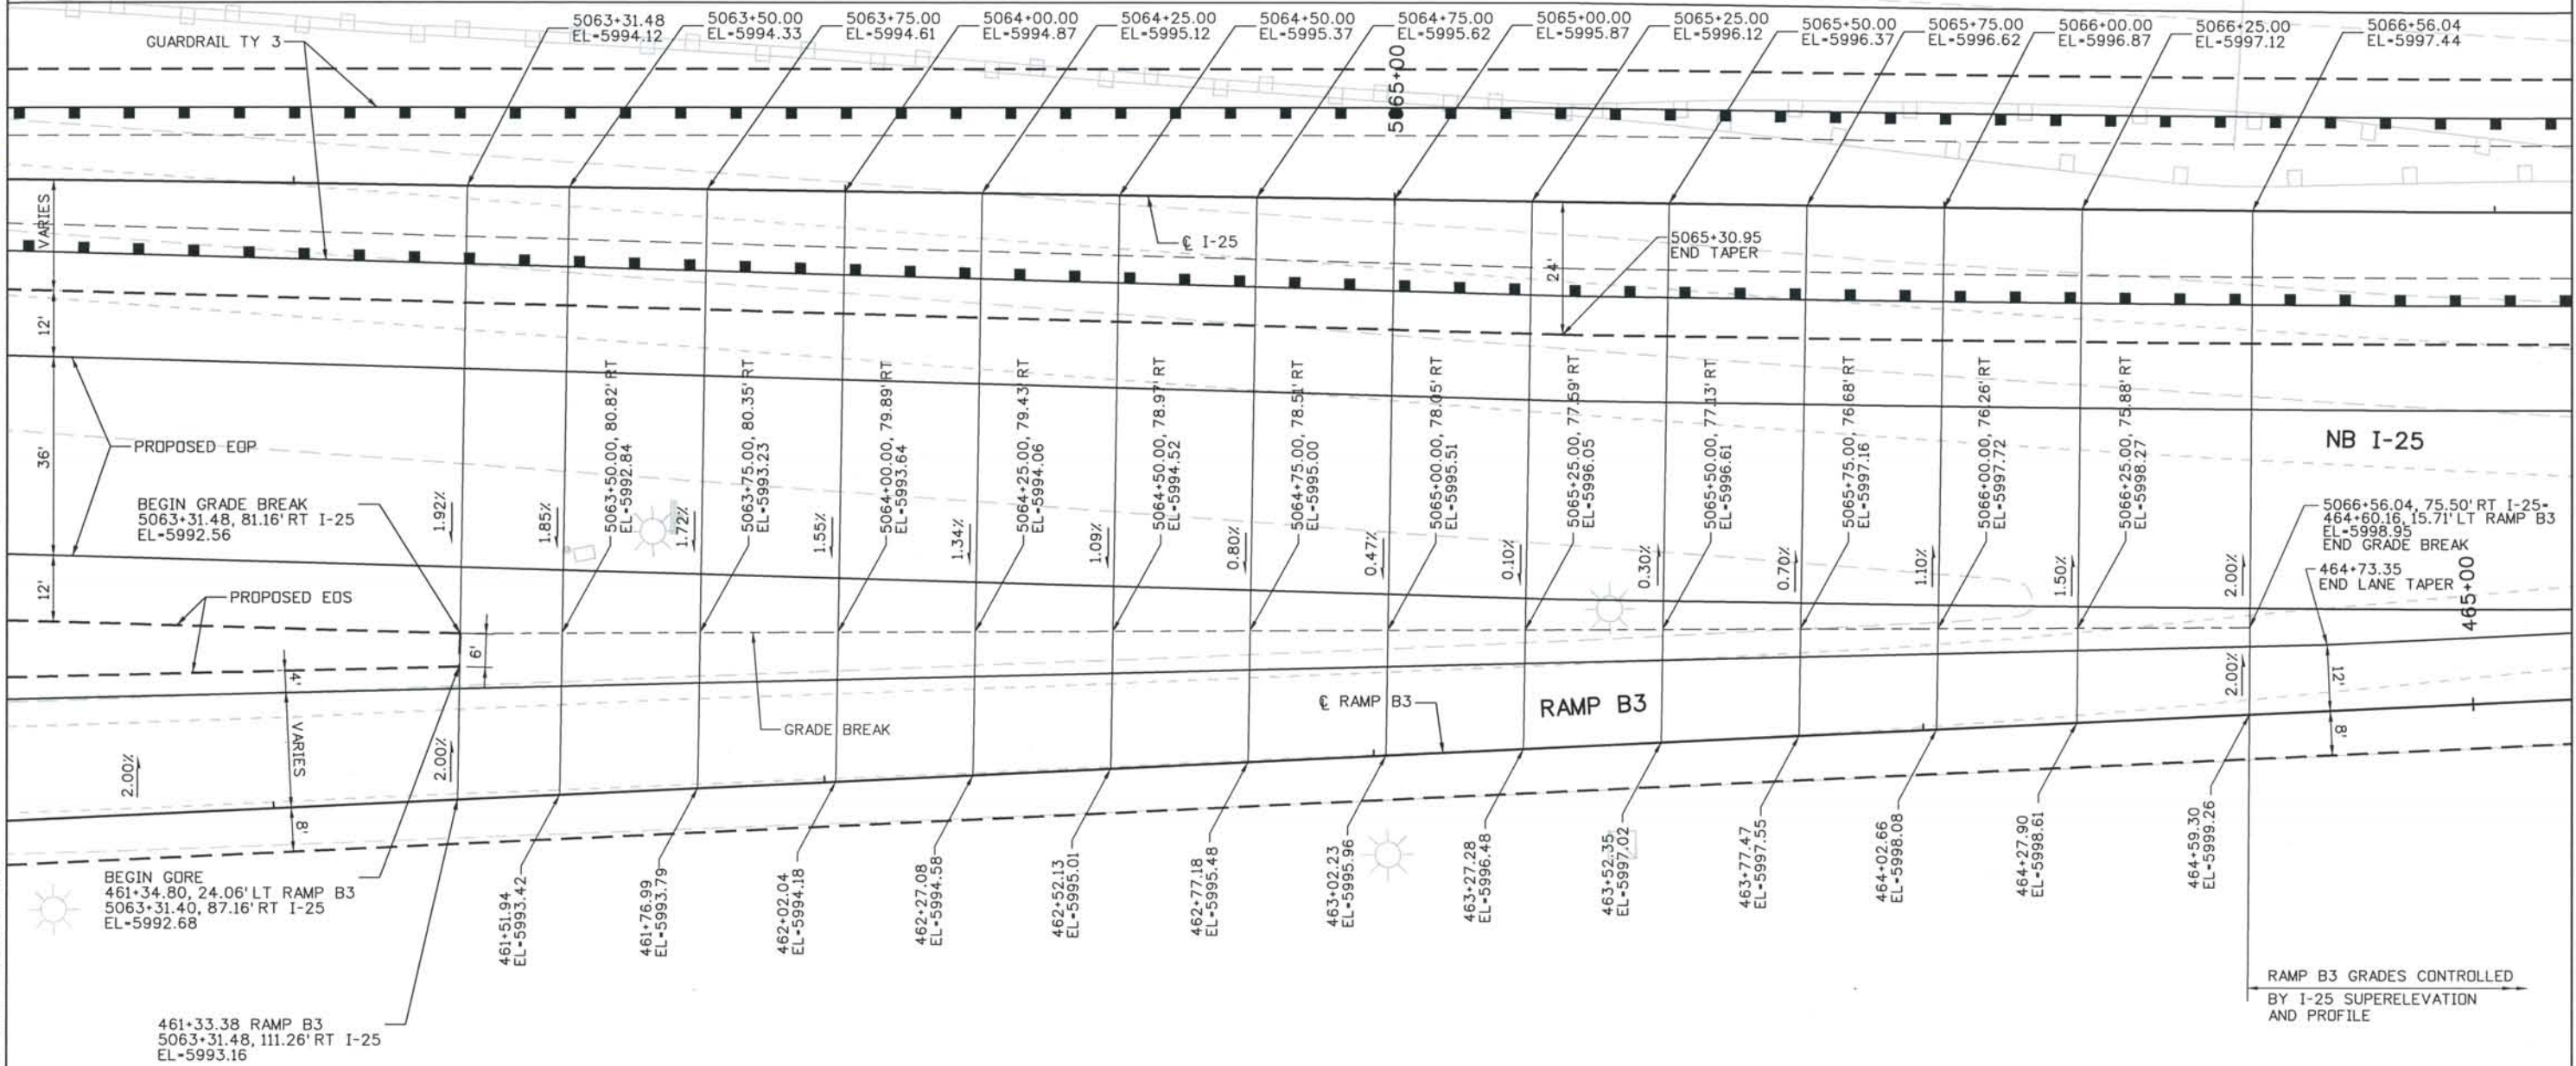 5063+31.48
EL=5994.12
5063+50.00
EL=5994.33
5063+75.00
EL=5994.61
5064+00.00
EL=5994.87
5064+25.00
EL=5995.12
5064+50.00
EL=5995.37
5064+75.00
EL=5995.62
5065+00.00
EL=5995.87
5065+25.00
EL=5996.12
5065+50.00
EL=5996.37
5065+75.00
EL=5996.62
5066+00.00
EL=5996.87
5066+25.00
EL=5997.12
5066+56.04
EL=5997.44
GUARDRAIL TY 3
5065+00
VARIES
℄ I-25
24'
5065+30.95
END TAPER
12'
36'
PROPOSED EOP
NB I-25
BEGIN GRADE BREAK
5063+31.48, 81.16' RT I-25
EL=5992.56
1.92%
1.85%
5063+50.00, 80.82' RT
EL=5992.84
1.72%
5063+75.00, 80.35' RT
EL=5993.23
1.55%
5064+00.00, 79.89' RT
EL=5993.64
1.34%
5064+25.00, 79.43' RT
EL=5994.06
1.09%
5064+50.00, 78.97' RT
EL=5994.52
0.80%
5064+75.00, 78.51' RT
EL=5995.00
0.47%
5065+00.00, 78.05' RT
EL=5995.51
0.10%
5065+25.00, 77.59' RT
EL=5996.05
0.30%
5065+50.00, 77.13' RT
EL=5996.61
0.70%
5065+75.00, 76.68' RT
EL=5997.16
1.10%
5066+00.00, 76.26' RT
EL=5997.72
1.50%
5066+25.00, 75.88' RT
EL=5998.27
2.00%
5066+56.04, 75.50' RT I-25=
464+60.16, 15.71' LT RAMP B3
EL=5998.95
END GRADE BREAK
464+73.35
END LANE TAPER
465+00
12'
PROPOSED EOS
6'
4'
VARIES
8'
2.00%
2.00%
GRADE BREAK
℄ RAMP B3
RAMP B3
2.00%
12'
8'
BEGIN GORE
461+34.80, 24.06' LT RAMP B3
5063+31.40, 87.16' RT I-25
EL=5992.68
461+51.94
EL=5993.42
461+76.99
EL=5993.79
462+02.04
EL=5994.18
462+27.08
EL=5994.58
462+52.13
EL=5995.01
462+77.18
EL=5995.48
463+02.23
EL=5995.96
463+27.28
EL=5996.48
463+52.35
EL=5997.02
463+77.47
EL=5997.55
464+02.66
EL=5998.08
464+27.90
EL=5998.61
464+59.30
EL=5999.26
461+33.38 RAMP B3
5063+31.48, 111.26' RT I-25
EL=5993.16
RAMP B3 GRADES CONTROLLED
BY I-25 SUPERELEVATION
AND PROFILE